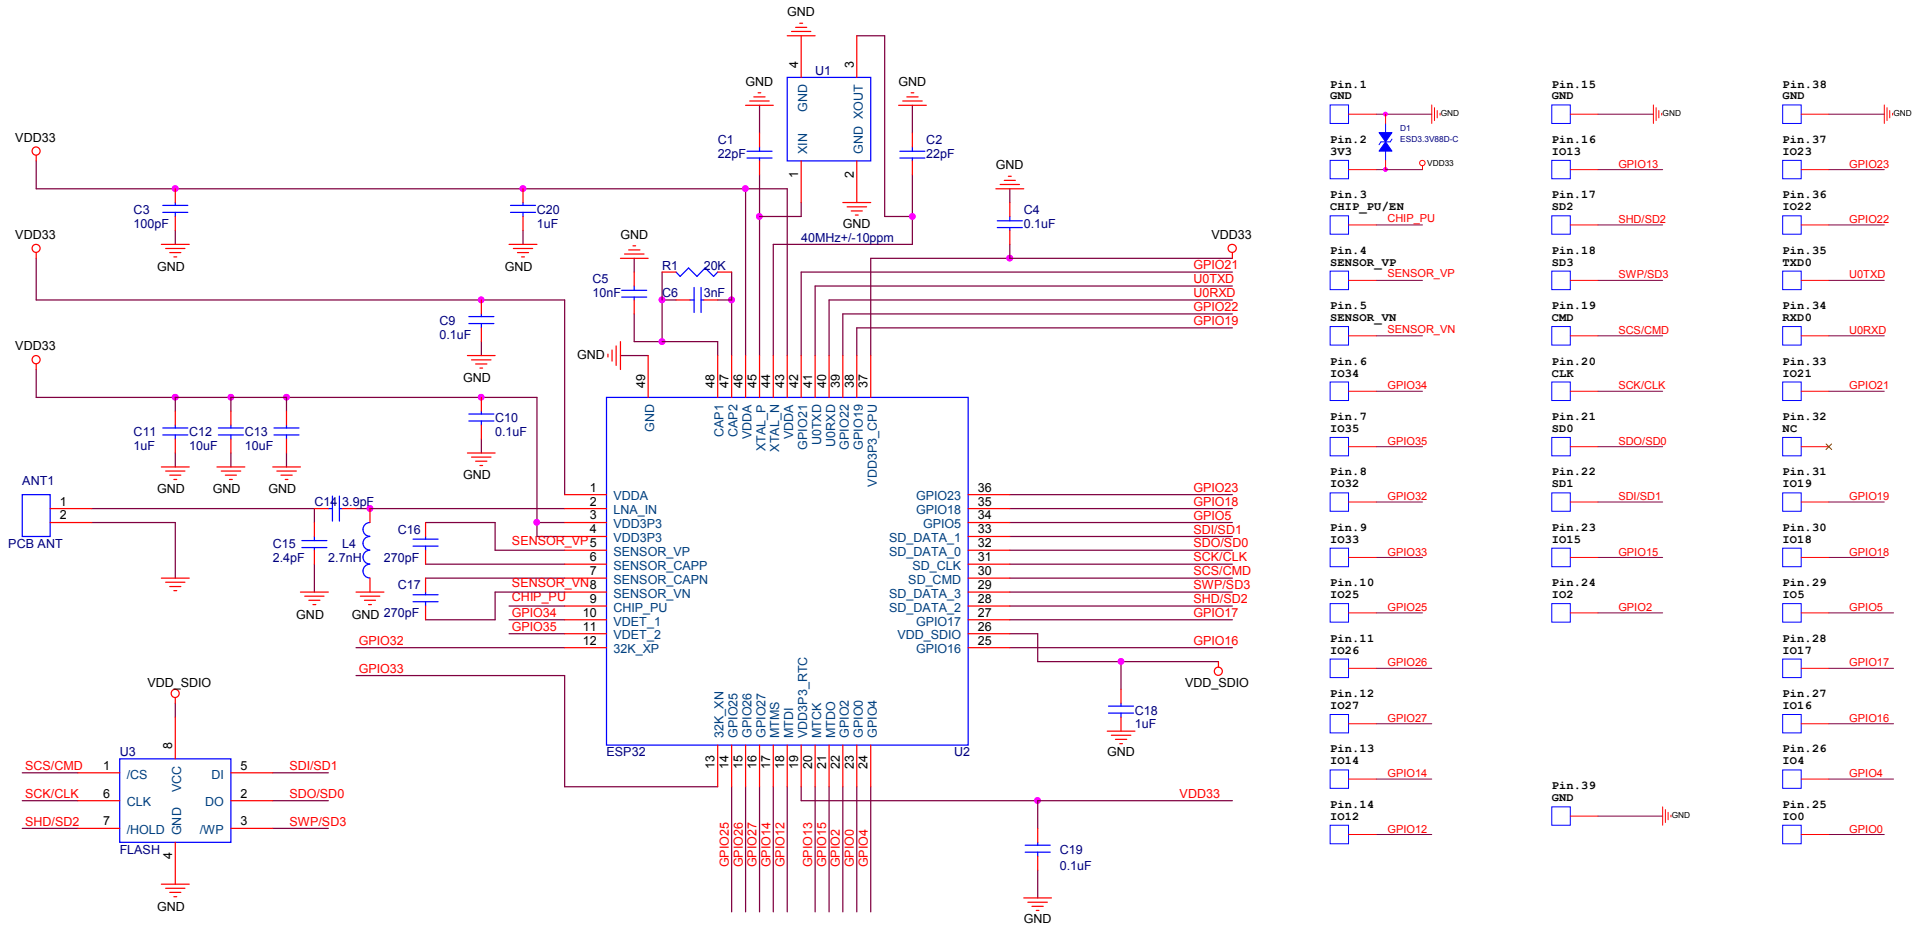 GND
4 U1 3
GND
XOUT
XIN
GND
1 2
GND
40MHz+/-10ppm
GND
C1
22pF
GND
C2
22pF
VDD33
C3
100pF
GND
C20
1uF
GND
VDD33
C9
0.1uF
GND
VDD33
C11
1uF
GND
C12
10uF
GND
C13
10uF
GND
C10
0.1uF
GND
GND
C5
10nF
R1 20K
C6 3nF
GND
GND
C4
0.1uF
VDD33
GPIO21
U0TXD
U0RXD
GPIO22
GPIO19
49 GND
48 CAP1
47 CAP2
46 VDDA
45 XTAL_P
44 XTAL_N
43 VDDA
42 GPIO21
41 U0TXD
40 U0RXD
39 GPIO22
38 GPIO19
37 VDD3P3_CPU
ANT1
1
2
PCB ANT
GND
C14 3.9pF
C15
2.4pF
GND
L4
2.7nH
GND
C16
270pF
C17
270pF
1 VDDA
2 LNA_IN
3 VDD3P3
4 VDD3P3
SENSOR_VP 5 SENSOR_VP
6 SENSOR_CAPP
7 SENSOR_CAPN
SENSOR_VN 8 SENSOR_VN
CHIP_PU 9 CHIP_PU
GPIO34 10 VDET_1
GPIO35 11 VDET_2
GPIO32 12 32K_XP
GPIO33
GPIO23 36 GPIO23
GPIO18 35 GPIO18
GPIO5 34 GPIO5
SD_DATA_1 33 SDI/SD1
SD_DATA_0 32 SDO/SD0
SD_CLK 31 SCK/CLK
SD_CMD 30 SCS/CMD
SD_DATA_3 29 SWP/SD3
SD_DATA_2 28 SHD/SD2
GPIO17 27 GPIO17
VDD_SDIO 26
GPIO16 25 GPIO16
VDD_SDIO
C18
1uF
GND
ESP32
U2
32K_XN 13
GPIO25 14 GPIO25
GPIO26 15 GPIO26
GPIO27 16 GPIO27
MTMS 17 GPIO14
MTDI 18 GPIO12
VDD3P3_RTC 19
MTCK 20 GPIO13
MTDO 21 GPIO15
GPIO2 22 GPIO2
GPIO0 23 GPIO0
GPIO4 24 GPIO4
VDD33
C19
0.1uF
GND
VDD_SDIO
8
U3
SCS/CMD 1 /CS VCC DI 5 SDI/SD1
SCK/CLK 6 CLK DO 2 SDO/SD0
SHD/SD2 7 /HOLD GND /WP 3 SWP/SD3
FLASH 4
GND
Pin.1
GND
GND
D1
ESD3.3V88D-C
Pin.2
3V3
VDD33
Pin.3
CHIP_PU/EN
CHIP_PU
Pin.4
SENSOR_VP
SENSOR_VP
Pin.5
SENSOR_VN
SENSOR_VN
Pin.6
IO34
GPIO34
Pin.7
IO35
GPIO35
Pin.8
IO32
GPIO32
Pin.9
IO33
GPIO33
Pin.10
IO25
GPIO25
Pin.11
IO26
GPIO26
Pin.12
IO27
GPIO27
Pin.13
IO14
GPIO14
Pin.14
IO12
GPIO12
Pin.15
GND
GND
Pin.16
IO13
GPIO13
Pin.17
SD2
SHD/SD2
Pin.18
SD3
SWP/SD3
Pin.19
CMD
SCS/CMD
Pin.20
CLK
SCK/CLK
Pin.21
SD0
SDO/SD0
Pin.22
SD1
SDI/SD1
Pin.23
IO15
GPIO15
Pin.24
IO2
GPIO2
Pin.39
GND
GND
Pin.38
GND
GND
Pin.37
IO23
GPIO23
Pin.36
IO22
GPIO22
Pin.35
TXD0
U0TXD
Pin.34
RXD0
U0RXD
Pin.33
IO21
GPIO21
Pin.32
NC
Pin.31
IO19
GPIO19
Pin.30
IO18
GPIO18
Pin.29
IO5
GPIO5
Pin.28
IO17
GPIO17
Pin.27
IO16
GPIO16
Pin.26
IO4
GPIO4
Pin.25
IO0
GPIO0